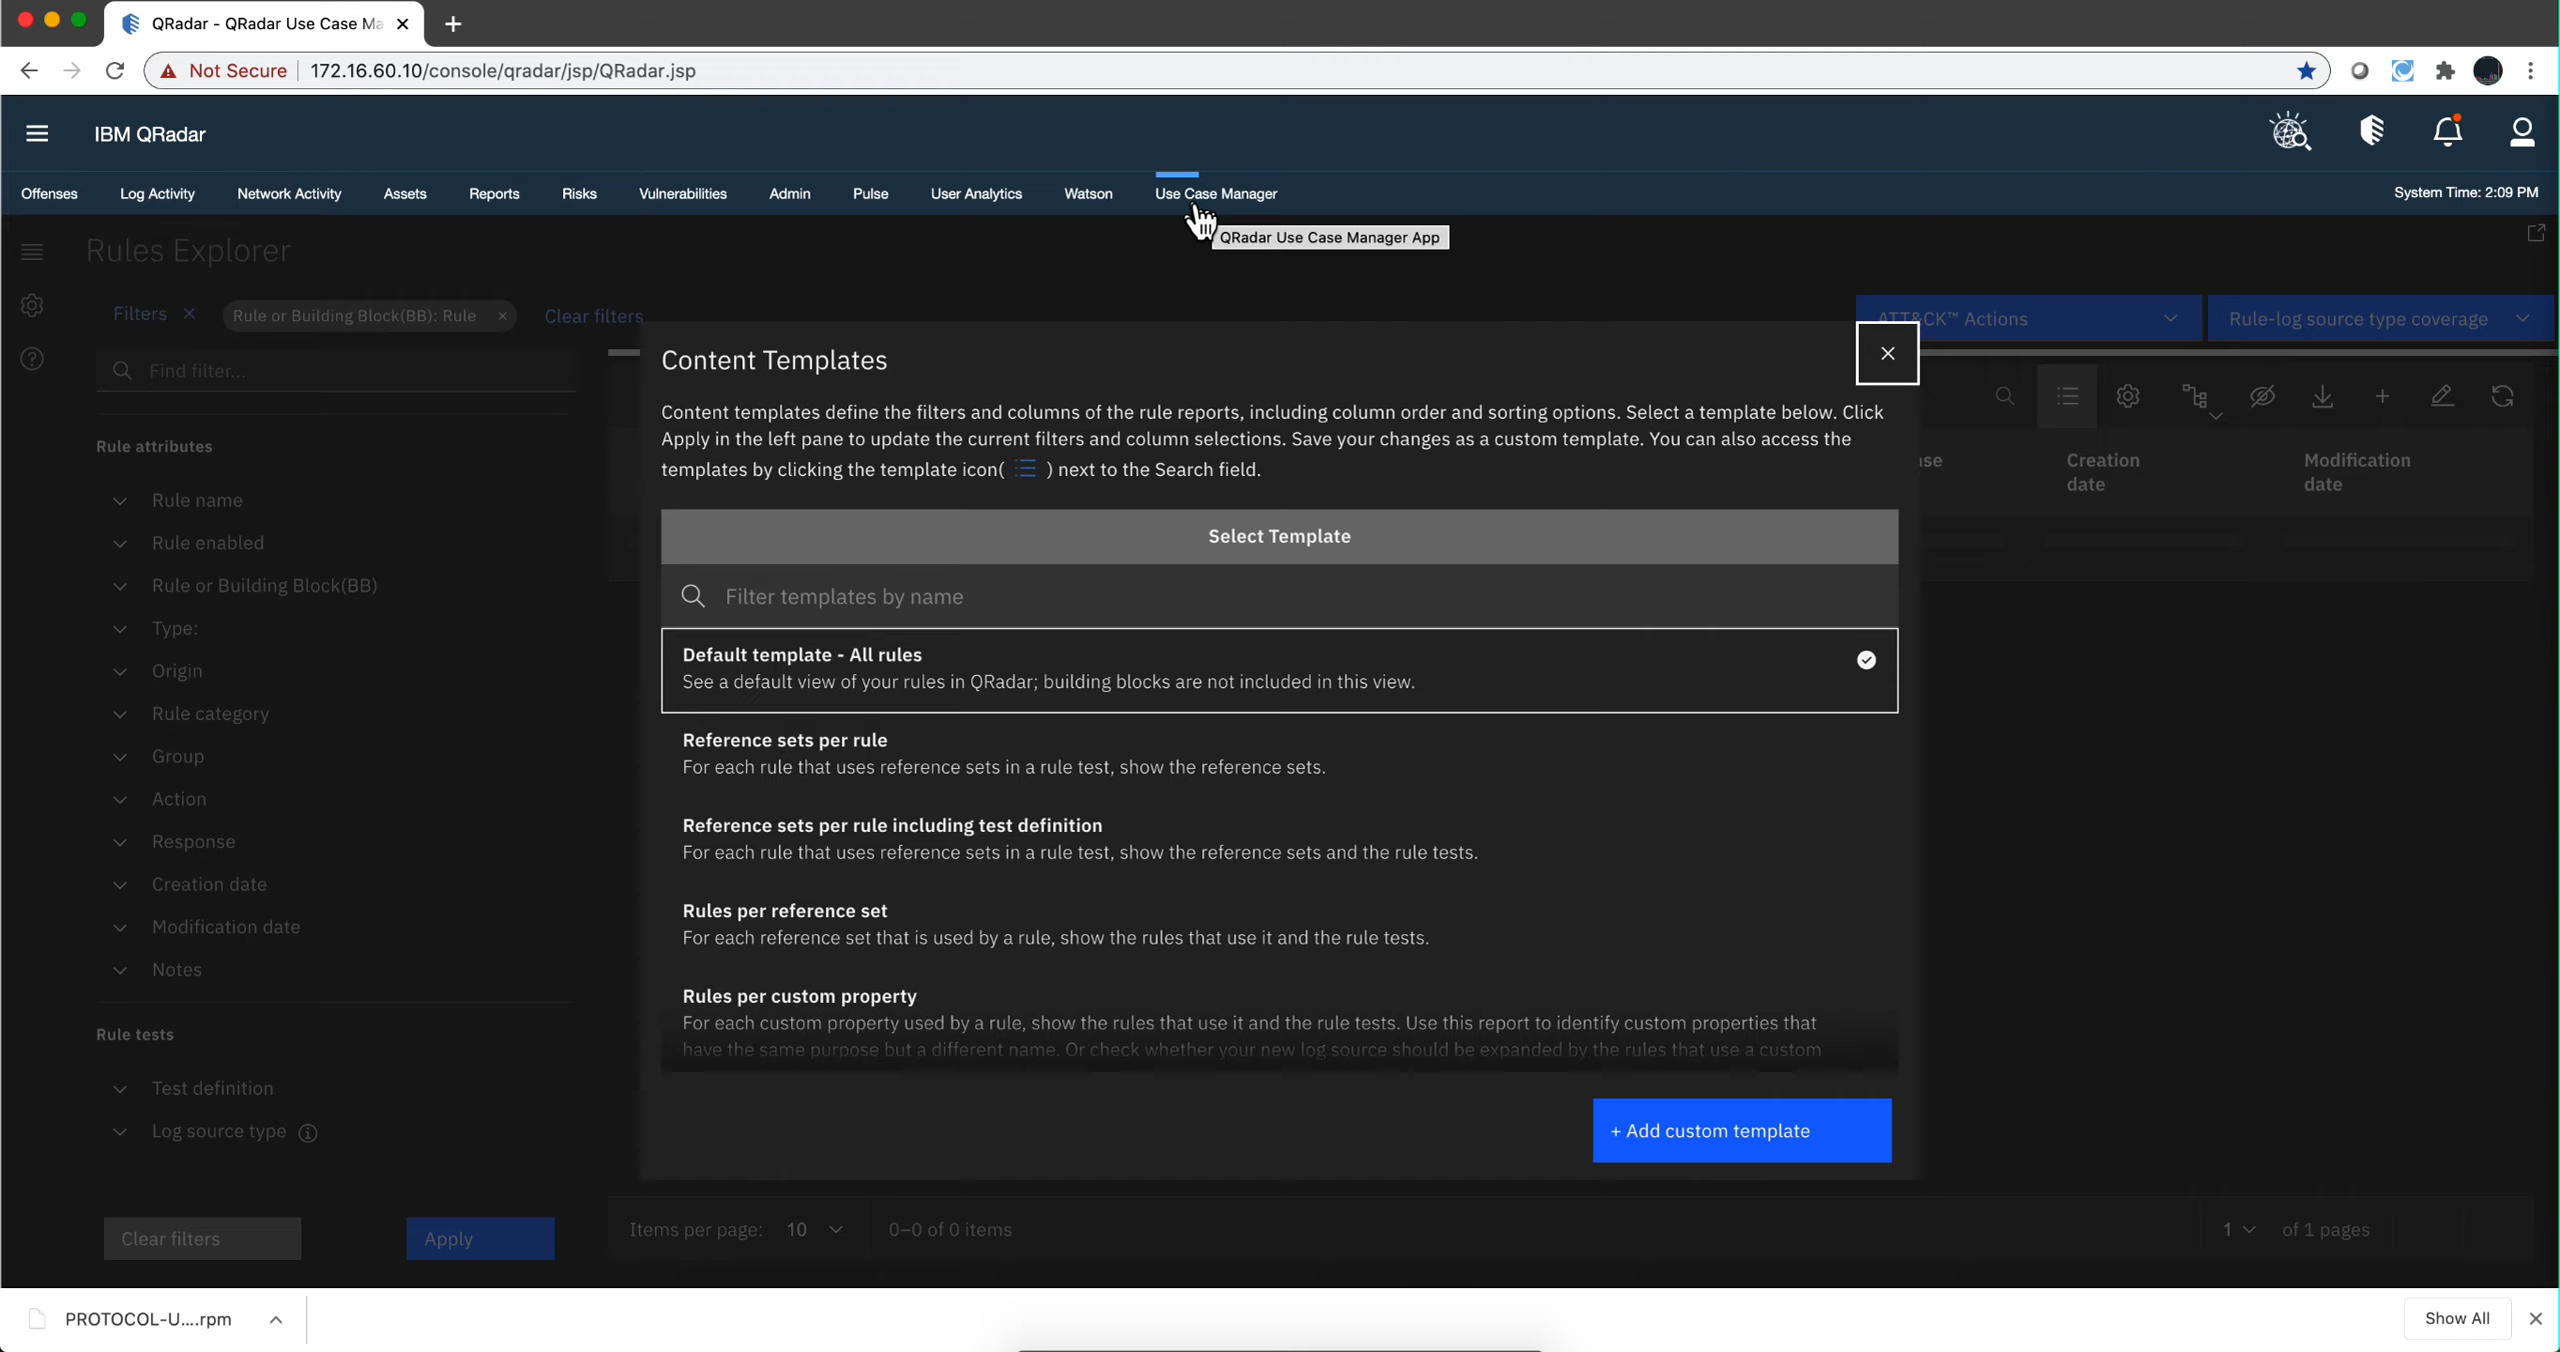 QRadar - QRadar Use Case Ma
Not Secure 172.16.60.10/console/qradar/jsp/QRadar.jsp
IBM QRadar
Offenses Log Activity Network Activity Assets Reports Risks Vulnerabilities Admin Pulse User Analytics Watson Use Case Manager System Time: 2:09 PM
QRadar Use Case Manager App
Rules Explorer
Filters × Rule or Building Block(BB): Rule × Clear filters
ATT&CK™ Actions Rule-log source type coverage
Find filter...
Rule attributes
Rule name
Rule enabled
Rule or Building Block(BB)
Type:
Origin
Rule category
Group
Action
Response
Creation date
Modification date
Notes
Rule tests
Test definition
Log source type
Clear filters Apply
Content Templates
Content templates define the filters and columns of the rule reports, including column order and sorting options. Select a template below. Click
Apply in the left pane to update the current filters and column selections. Save your changes as a custom template. You can also access the
templates by clicking the template icon( ) next to the Search field.
Select Template
Filter templates by name
Default template - All rules
See a default view of your rules in QRadar; building blocks are not included in this view.
Reference sets per rule
For each rule that uses reference sets in a rule test, show the reference sets.
Reference sets per rule including test definition
For each rule that uses reference sets in a rule test, show the reference sets and the rule tests.
Rules per reference set
For each reference set that is used by a rule, show the rules that use it and the rule tests.
Rules per custom property
For each custom property used by a rule, show the rules that use it and the rule tests. Use this report to identify custom properties that
have the same purpose but a different name. Or check whether your new log source should be expanded by the rules that use a custom
+ Add custom template
Creation
date
Modification
date
Items per page: 10 0–0 of 0 items 1 of 1 pages
PROTOCOL-U....rpm Show All